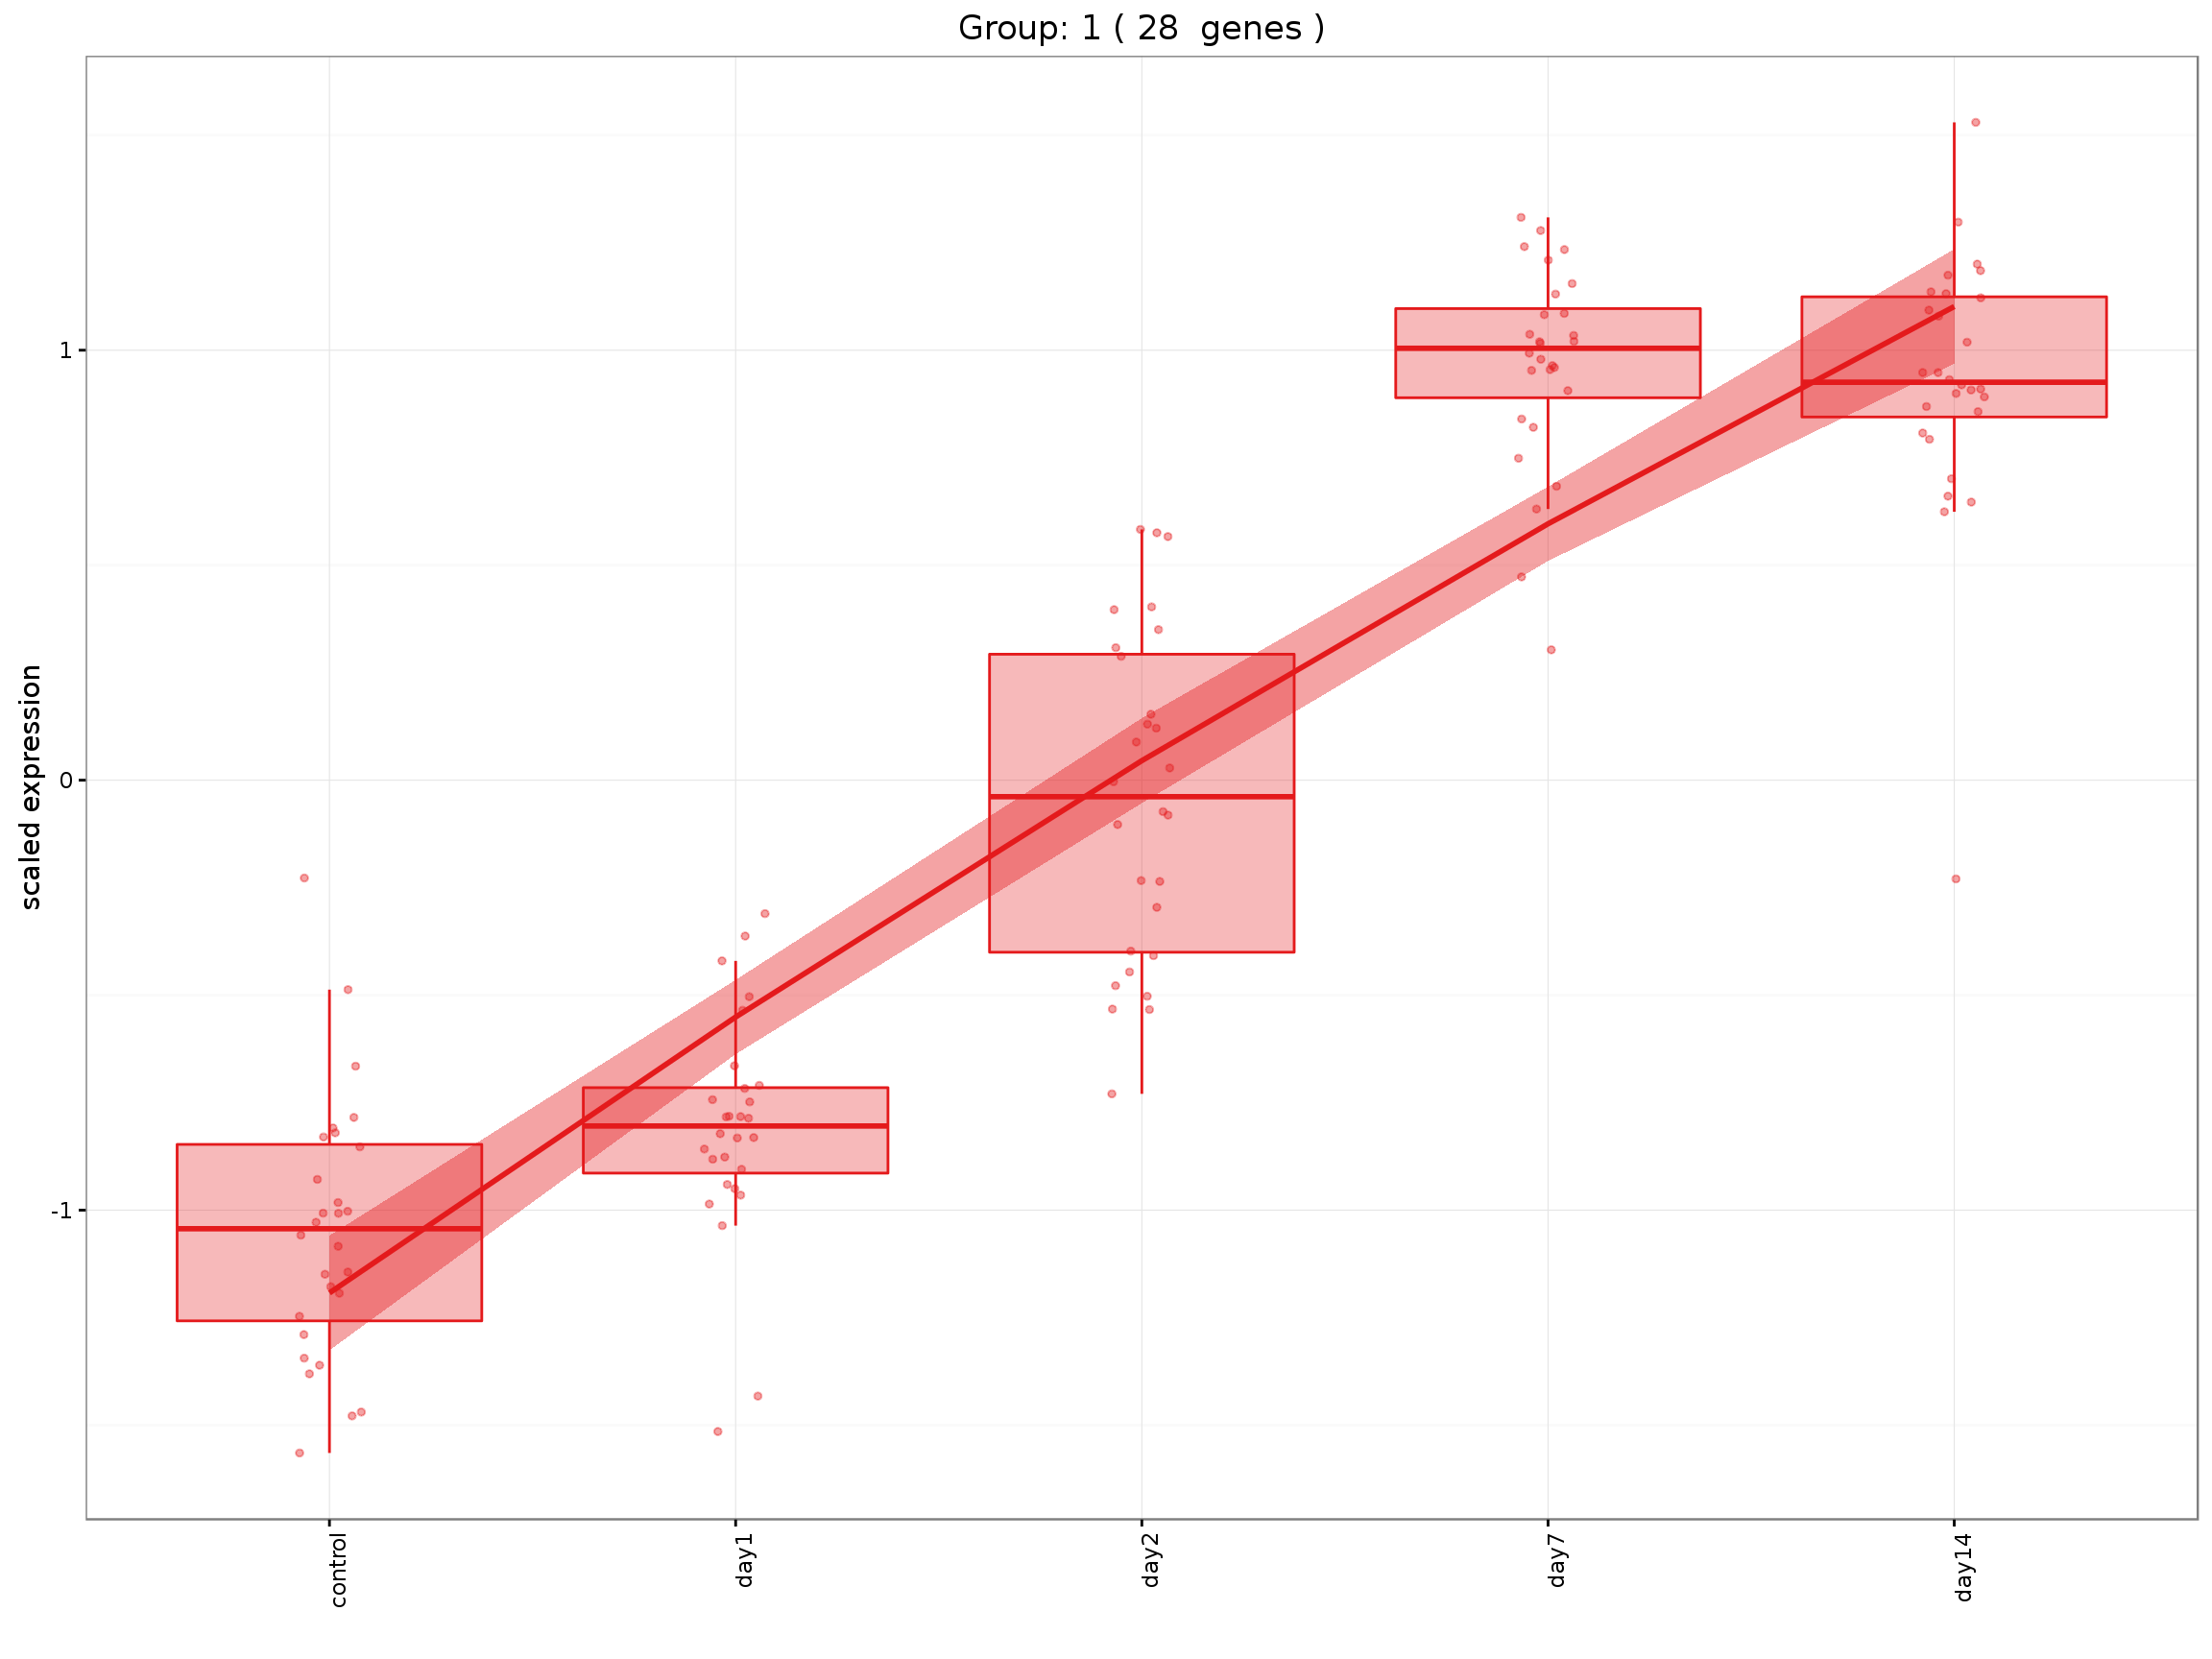 Group: 1 ( 28  genes )
scaled expression
1
0
-1
control
day1
day2
day7
day14